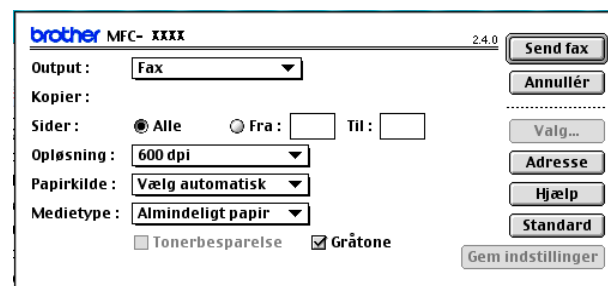 brother MFC- XXXX 2.4.0
Send fax
Output : Fax
Annullér
Kopier :
Sider : Alle Fra : Til :
Valg...
Opløsning : 600 dpi
Adresse
Papirkilde : Vælg automatisk
Hjælp
Medietype : Almindeligt papir
Standard
Tonerbesparelse Gråtone
Gem indstillinger